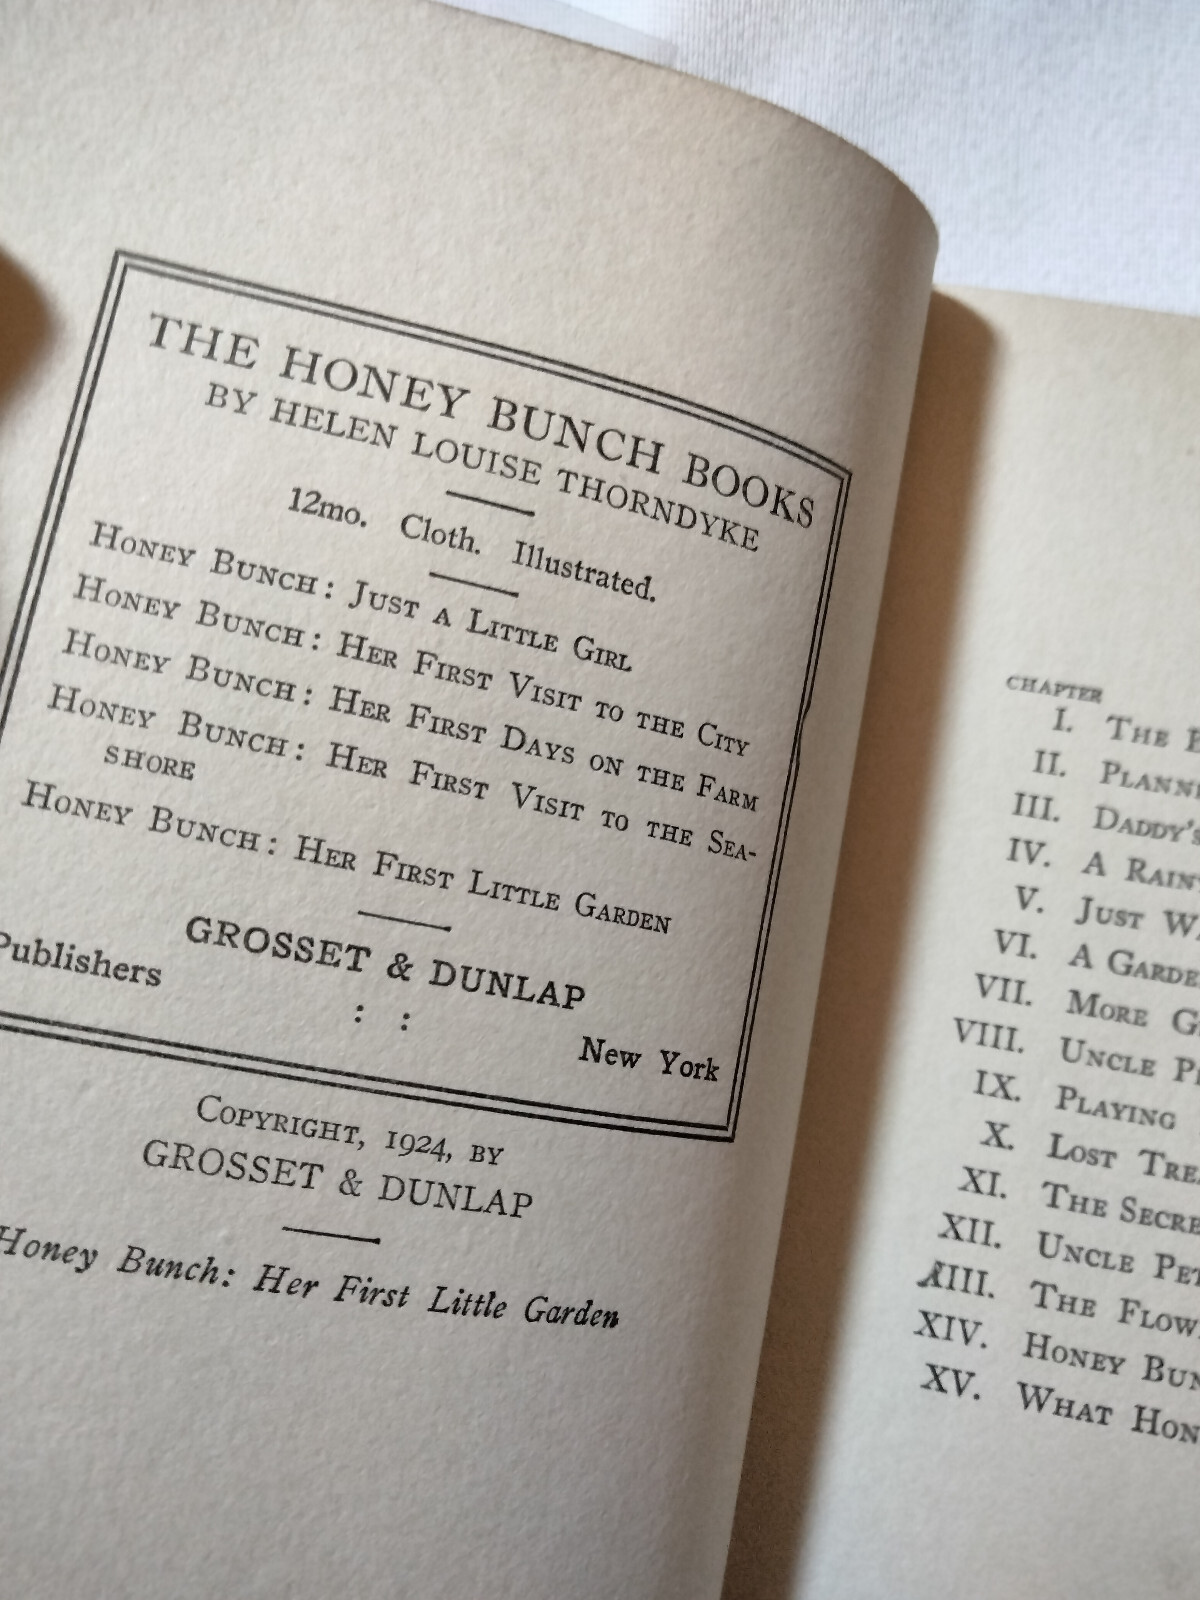 THE HONEY BUNCH BOOKS
BY HELEN LOUISE THORNDYKE
12mo. Cloth. Illustrated.
HONEY BUNCH: JUST A LITTLE GIRL
HONEY BUNCH: HER FIRST VISIT TO THE CITY
HONEY BUNCH: HER FIRST DAYS ON THE FARM
HONEY BUNCH: HER FIRST VISIT TO THE SEA-
SHORE
HONEY BUNCH: HER FIRST LITTLE GARDEN
GROSSET & DUNLAP
Publishers : : New York
COPYRIGHT, 1924, BY
GROSSET & DUNLAP
Honey Bunch: Her First Little Garden
CHAPTER
I. THE
II.
III. DADDY'S
IV. A
V. JUST
VI. A
VII. MORE
VIII. UNCLE
IX. PLAYING
X. LOST
XI. THE
XII. UNCLE
XIII. THE
XIV. HONEY
XV. WHAT